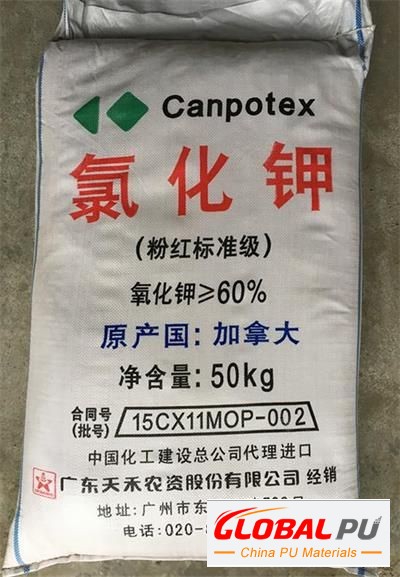 Canpotex
氯化钾
(粉红标准级)
氧化钾≥60%
原产国: 加拿大
净含量: 50kg
合同号
(批号)
15CX11MOP-002
中国化工建设总公司代理进口
广东天禾农资股份有限公司 经销
地址: 广州市东
电话: 020-8
GLOBAL PU
China PU Materials